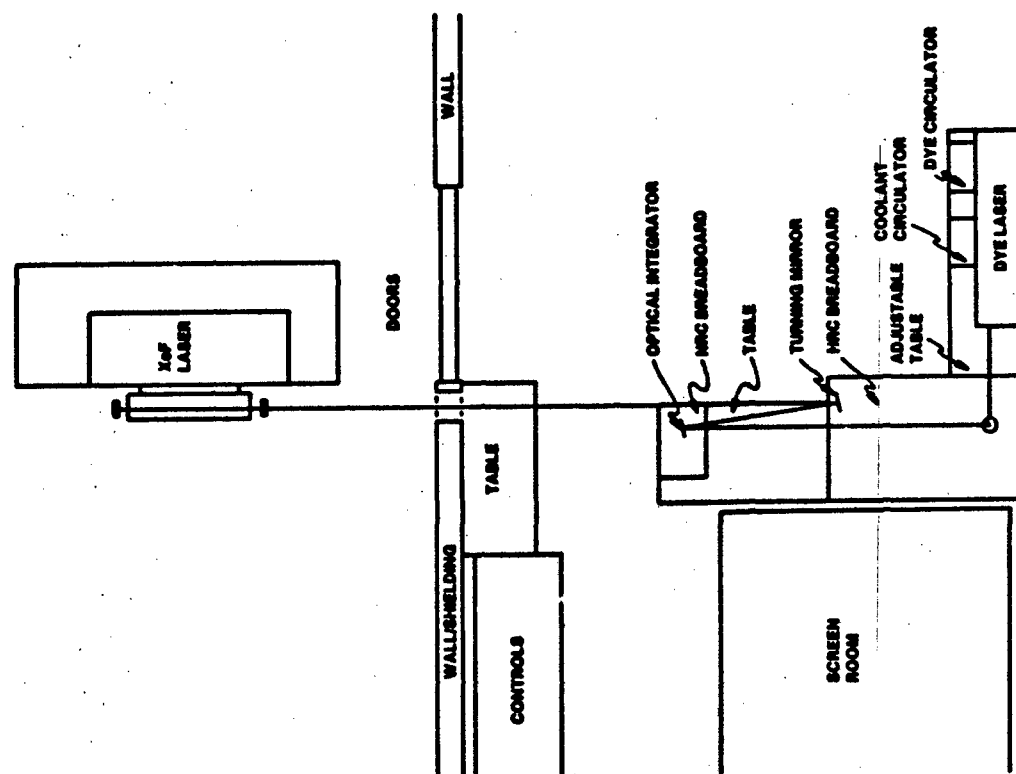 XeF
LASER
DOORS
WALL
WALL/SHIELDING
TABLE
CONTROLS
OPTICAL INTEGRATOR
NRC BREADBOARD
TABLE
TURNING MIRROR
NRC BREADBOARD
ADJUSTABLE
TABLE
COOLANT
CIRCULATOR
DYE CIRCULATOR
DYE LASER
SCREEN
ROOM